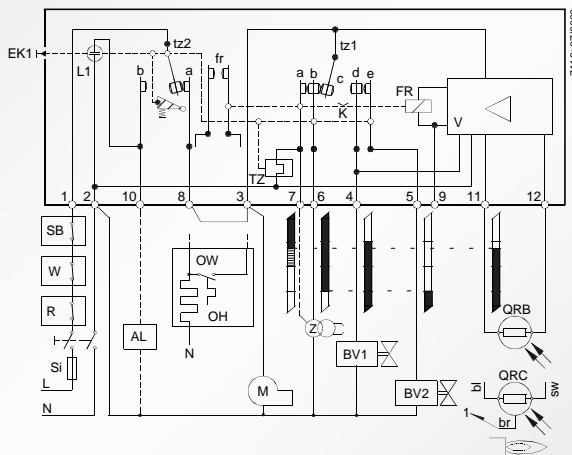 EK1
L1
b
tz2
a
fr
tz1
a b c d e
K
FR
V
TZ
1 2 10 8 3 7 6 4 5 9 11 12
SB
W
R
Si
L
N
AL
OW
OH
N
M
Z
BV1
BV2
QRB
QRC
bl
sw
br
1